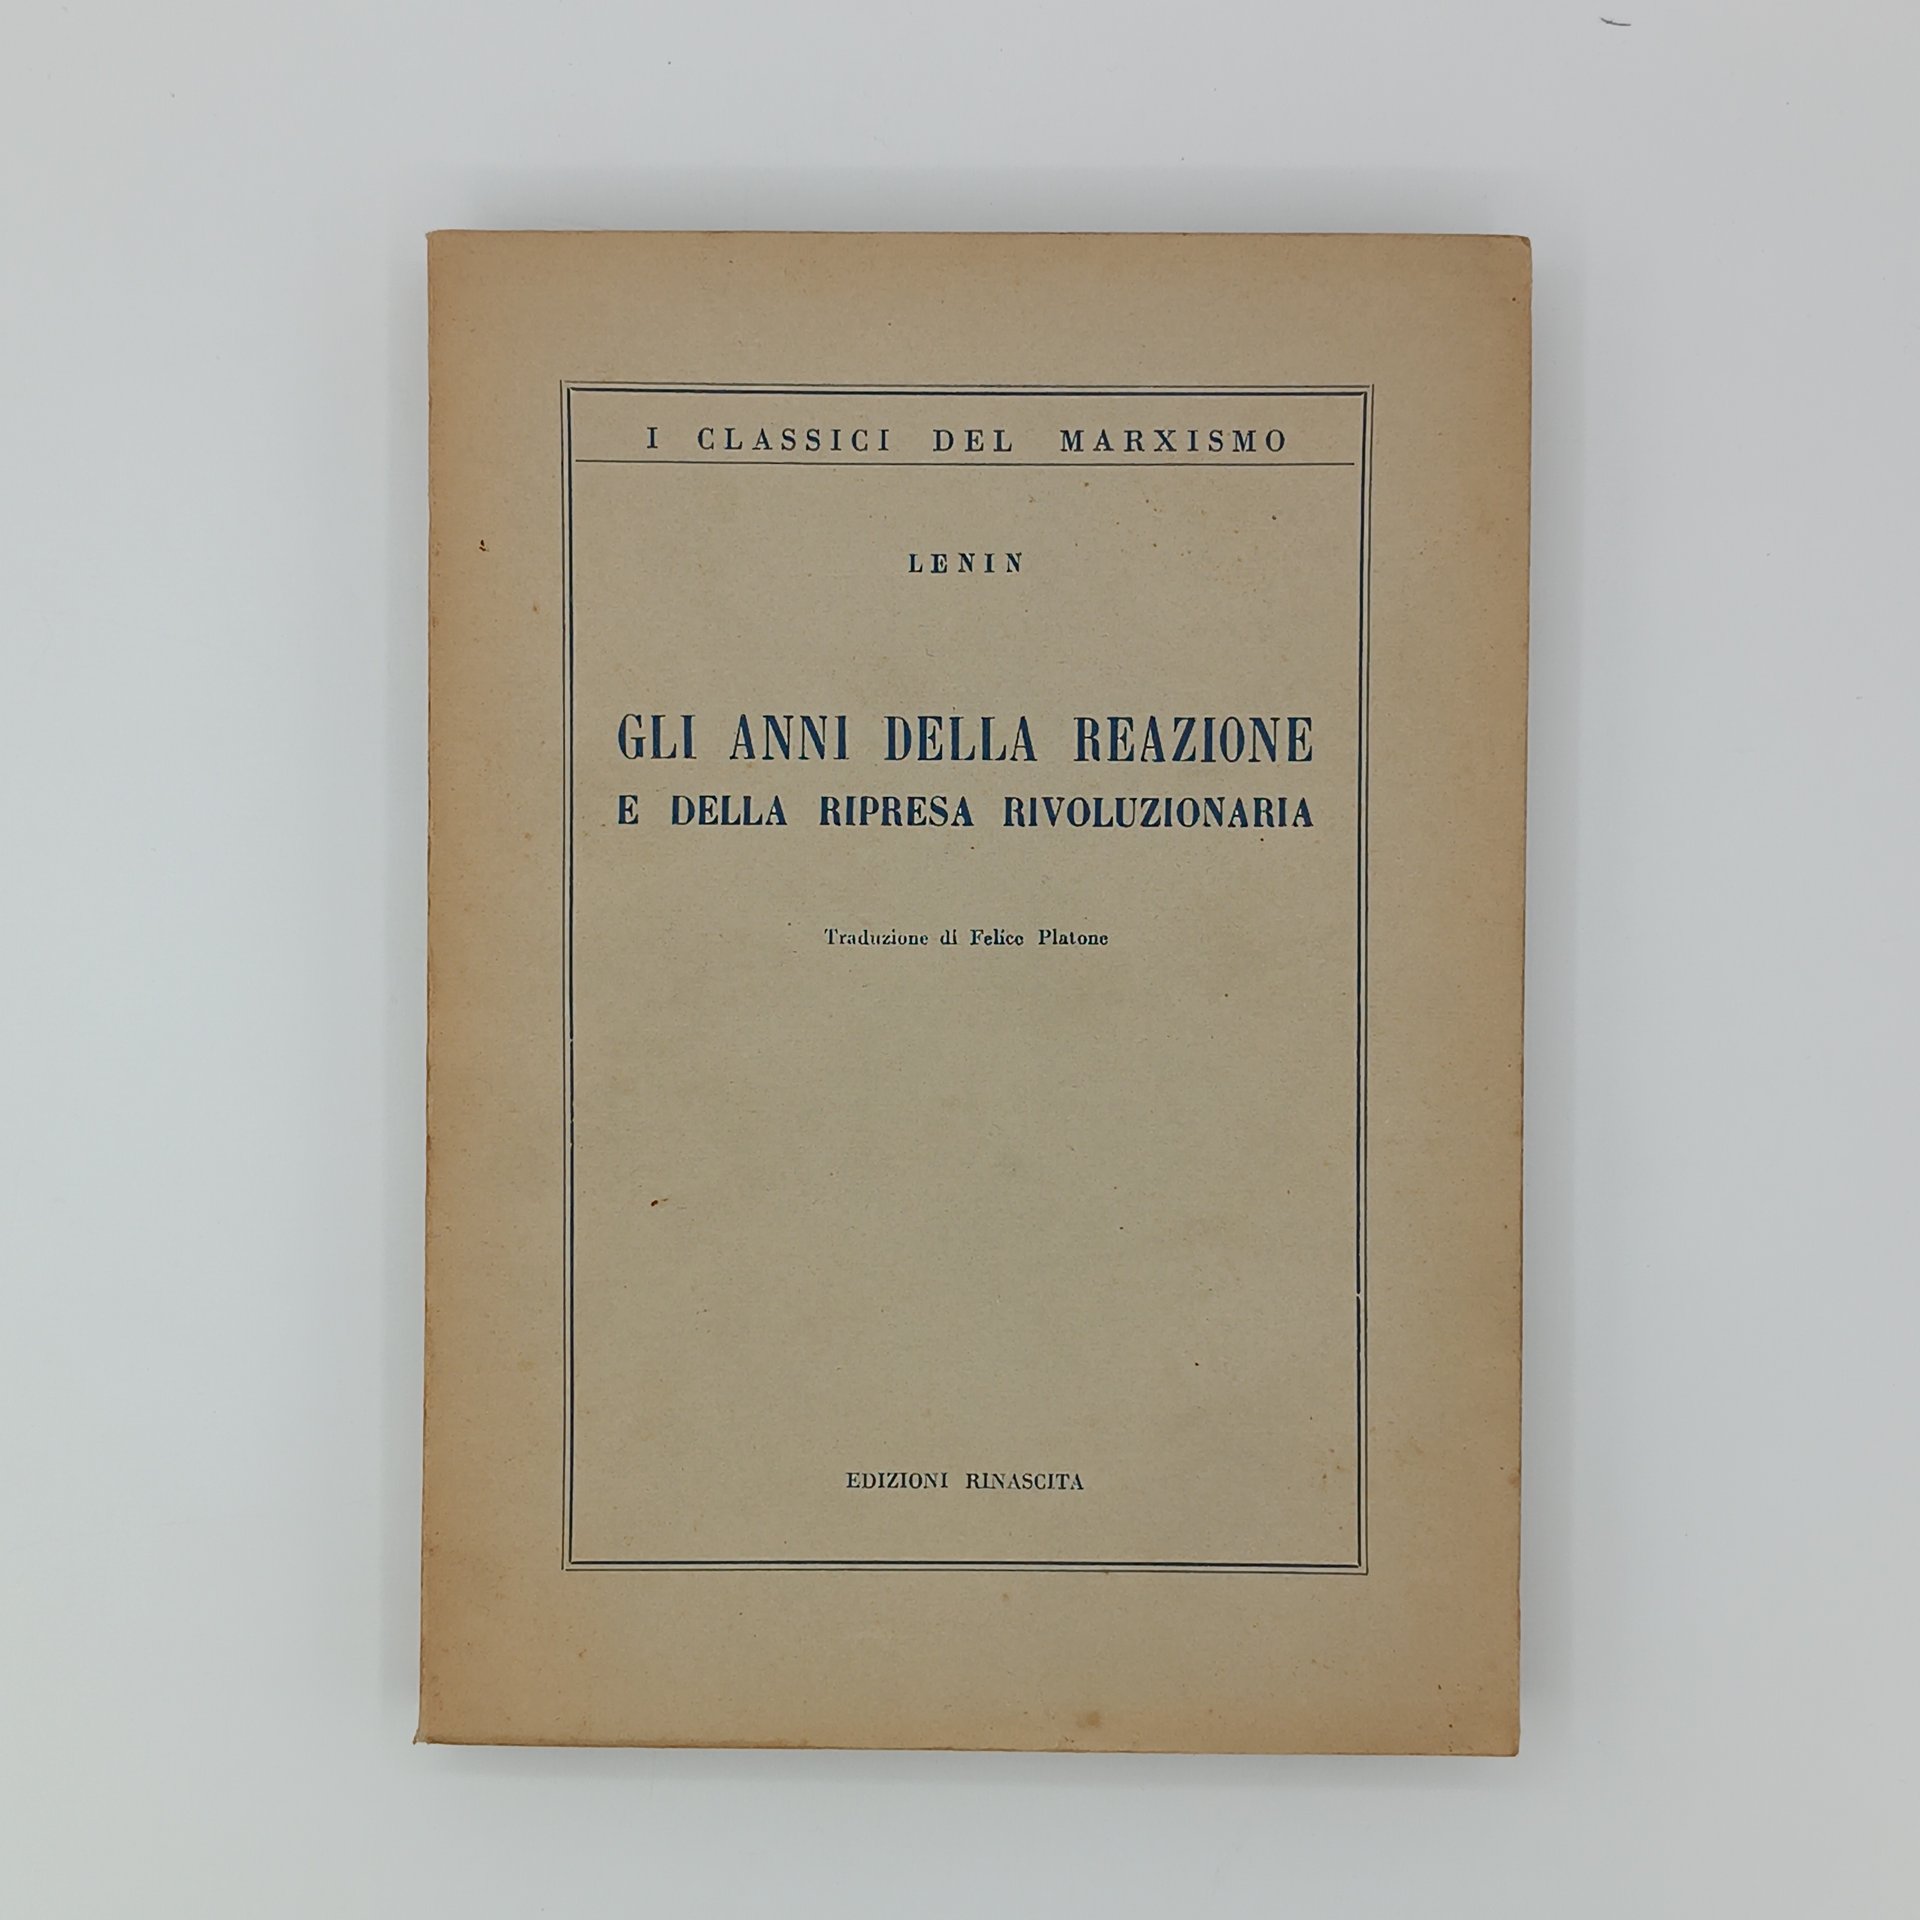 I CLASSICI DEL MARXISMO
LENIN
GLI ANNI DELLA REAZIONE
E DELLA RIPRESA RIVOLUZIONARIA
Traduzione di Felice Platone
EDIZIONI RINASCITA